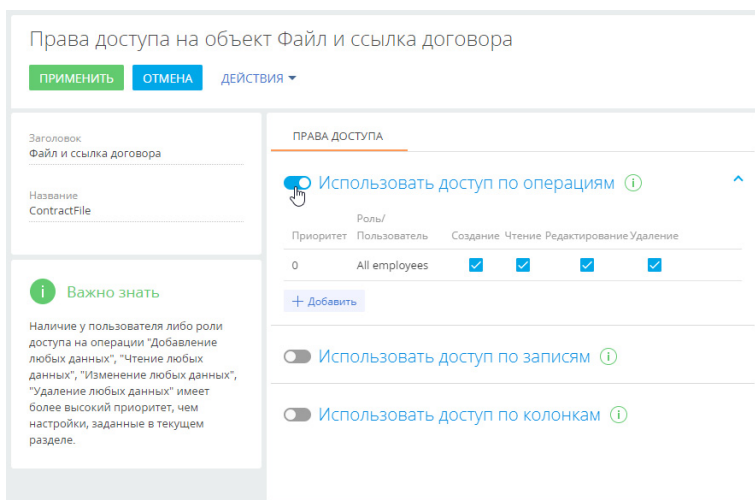 Права доступа на объект Файл и ссылка договора
ПРИМЕНИТЬ ОТМЕНА ДЕЙСТВИЯ
Заголовок
Файл и ссылка договора
Название
ContractFile
Важно знать
Наличие у пользователя либо роли
доступа на операции "Добавление
любых данных", "Чтение любых
данных", "Изменение любых данных",
"Удаление любых данных" имеет
более высокий приоритет, чем
настройки, заданные в текущем
разделе.
ПРАВА ДОСТУПА
Использовать доступ по операциям
Приоритет Роль/
Пользователь Создание Чтение Редактирование Удаление
0 All employees
+ Добавить
Использовать доступ по записям
Использовать доступ по колонкам